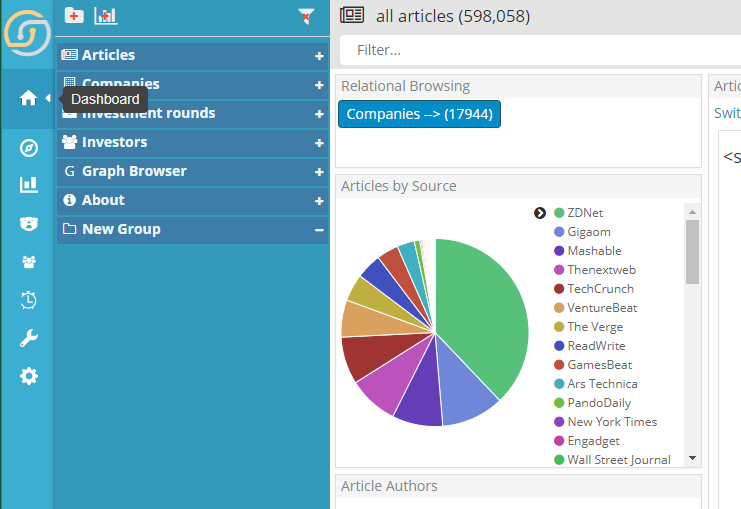 all articles (598,058)
Filter...
Articles
Companies
Dashboard
Investment rounds
Investors
G Graph Browser
About
New Group
Relational Browsing
Companies --> (17944)
Articles by Source
ZDNet
Gigaom
Mashable
Thenextweb
TechCrunch
VentureBeat
The Verge
ReadWrite
GamesBeat
Ars Technica
PandoDaily
New York Times
Engadget
Wall Street Journal
Article Authors
Artic
Swit
<s